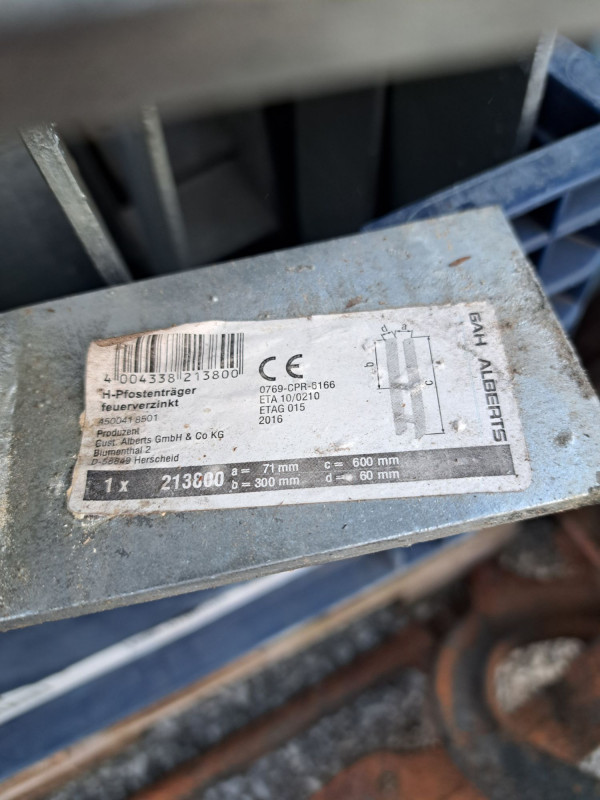 4 004338 213800
H-Pfostenträger
feuerverzinkt
Produzent
Gust. Alberts GmbH & Co KG
Blumenthal 2
D-58849 Herscheid
CE
0769-CPR-5166
ETA 10/0210
ETAG 015
2016
a
d
b
c
GAH ALBERTS
1 x 213800
a = 71 mm c = 600 mm
b = 300 mm d = 60 mm